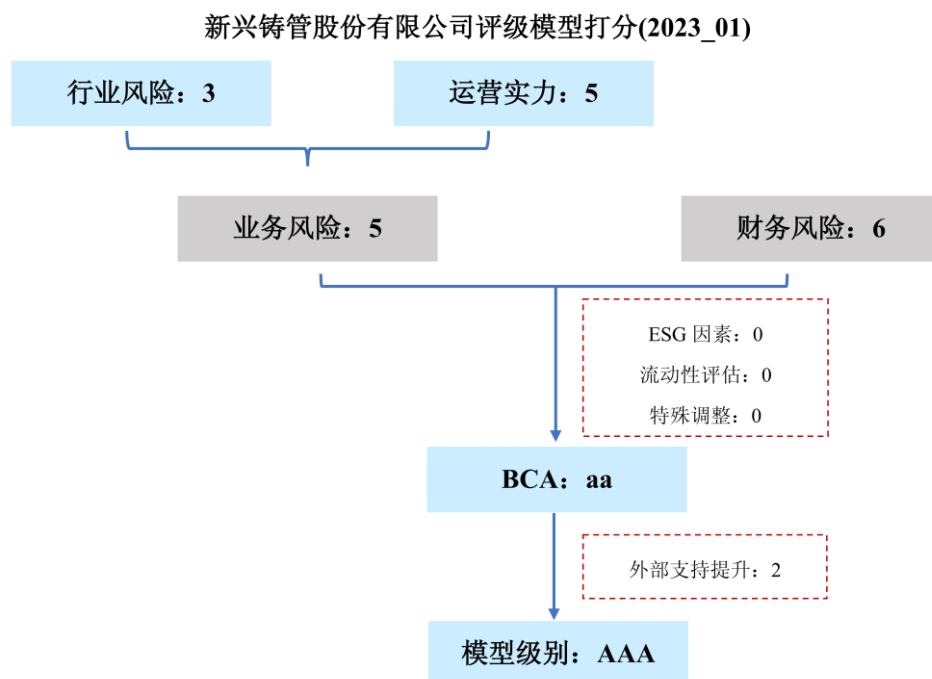 新兴铸管股份有限公司评级模型打分(2023_01)
行业风险：3
运营实力：5
业务风险：5
财务风险：6
ESG 因素：0
流动性评估：0
特殊调整：0
BCA：aa
外部支持提升：2
模型级别：AAA